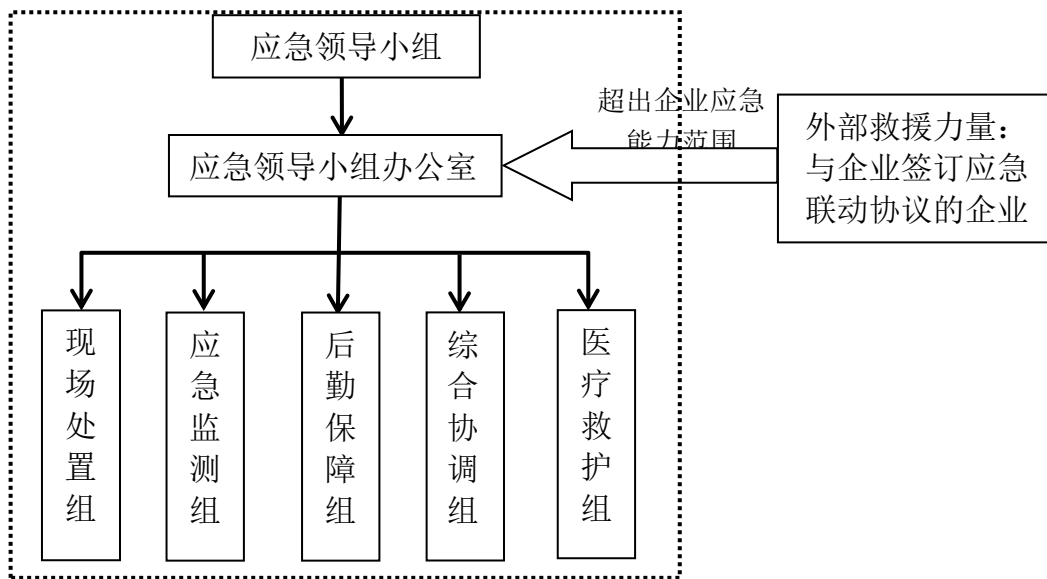 应急领导小组
超出企业应急
能力范围
外部救援力量：
与企业签订应急
联动协议的企业
应急领导小组办公室
现场处置组
应急监测组
后勤保障组
综合协调组
医疗救护组